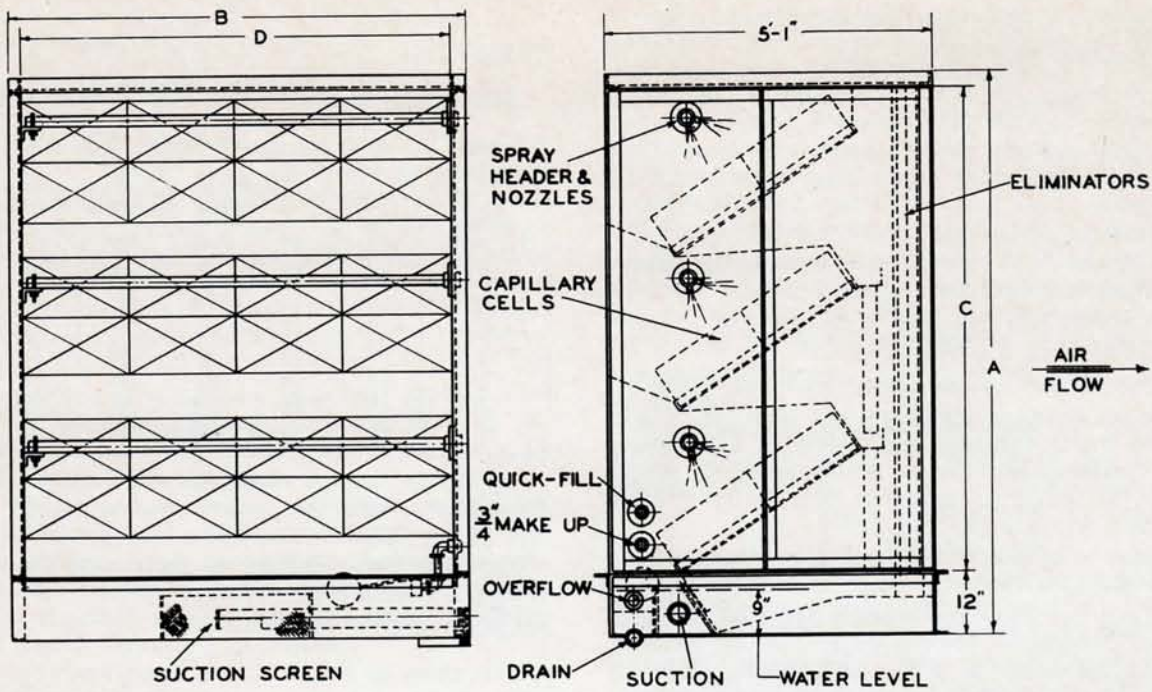 B
D
5'-1"
SPRAY
HEADER &
NOZZLES
ELIMINATORS
CAPILLARY
CELLS
C
A
AIR
FLOW
QUICK-FILL
3/4" MAKE UP
OVERFLOW
9"
12"
SUCTION SCREEN
DRAIN
SUCTION
WATER LEVEL